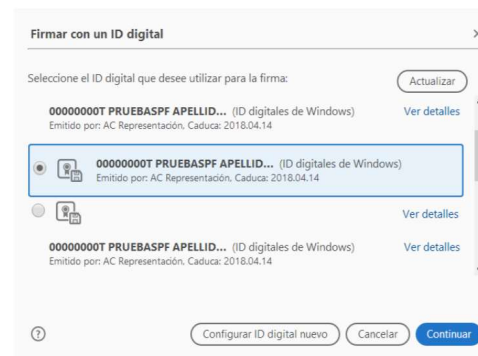 Firmar con un ID digital
Seleccione el ID digital que desee utilizar para la firma:
Actualizar
00000000T PRUEBASPF APELLID... (ID digitales de Windows)
Ver detalles
Emitido por: AC Representación, Caduca: 2018.04.14
00000000T PRUEBASPF APELLID... (ID digitales de Windows)
Emitido por: AC Representación, Caduca: 2018.04.14
Ver detalles
00000000T PRUEBASPF APELLID... (ID digitales de Windows)
Ver detalles
Emitido por: AC Representación, Caduca: 2018.04.14
?
Configurar ID digital nuevo
Cancelar
Continuar